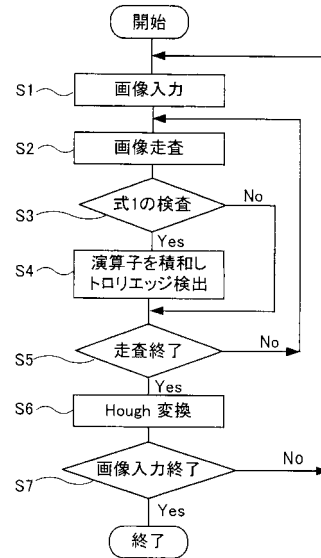 開始
S1
画像入力
S2
画像走査
S3
式1の検査
No
Yes
S4
演算子を積和し
トロリエッジ検出
S5
走査終了
No
Yes
S6
Hough 変換
S7
画像入力終了
No
Yes
終了